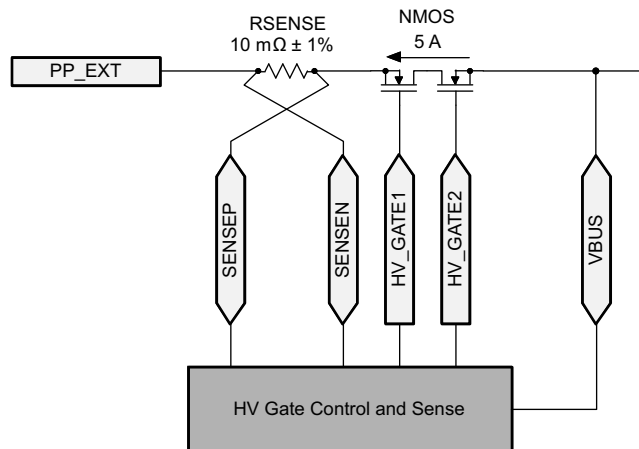 RSENSE
10 mΩ ± 1%
NMOS
5 A
PP_EXT
SENSEP
SENSEN
HV_GATE1
HV_GATE2
VBUS
HV Gate Control and Sense